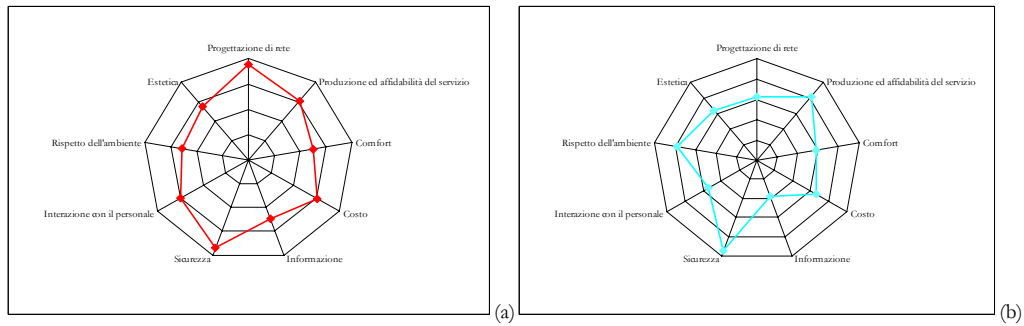 Progettazione di rete
Estetica
Produzione ed affidabilità del servizio
Rispetto dell'ambiente
Comfort
Interazione con il personale
Costo
Sicurezza
Informazione
(a)
Progettazione di rete
Estetica
Produzione ed affidabilità del servizio
Rispetto dell'ambiente
Comfort
Interazione con il personale
Costo
Sicurezza
Informazione
(b)